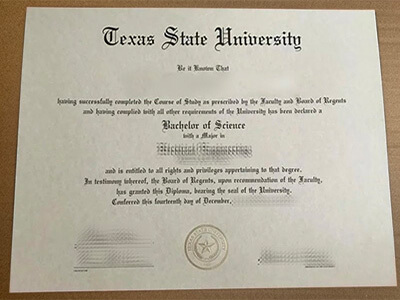 Texas State University
Be it Known That
having successfully completed the Course of Study as prescribed by the Faculty and Board of Regents
and having complied with all other requirements of the University has been declared a
Bachelor of Science
with a Major in
and is entitled to all rights and privileges appertaining to that degree.
In testimony whereof, the Board of Regents, upon recommendation of the Faculty,
has granted this Diploma, bearing the seal of the University.
Conferred this fourteenth day of December,